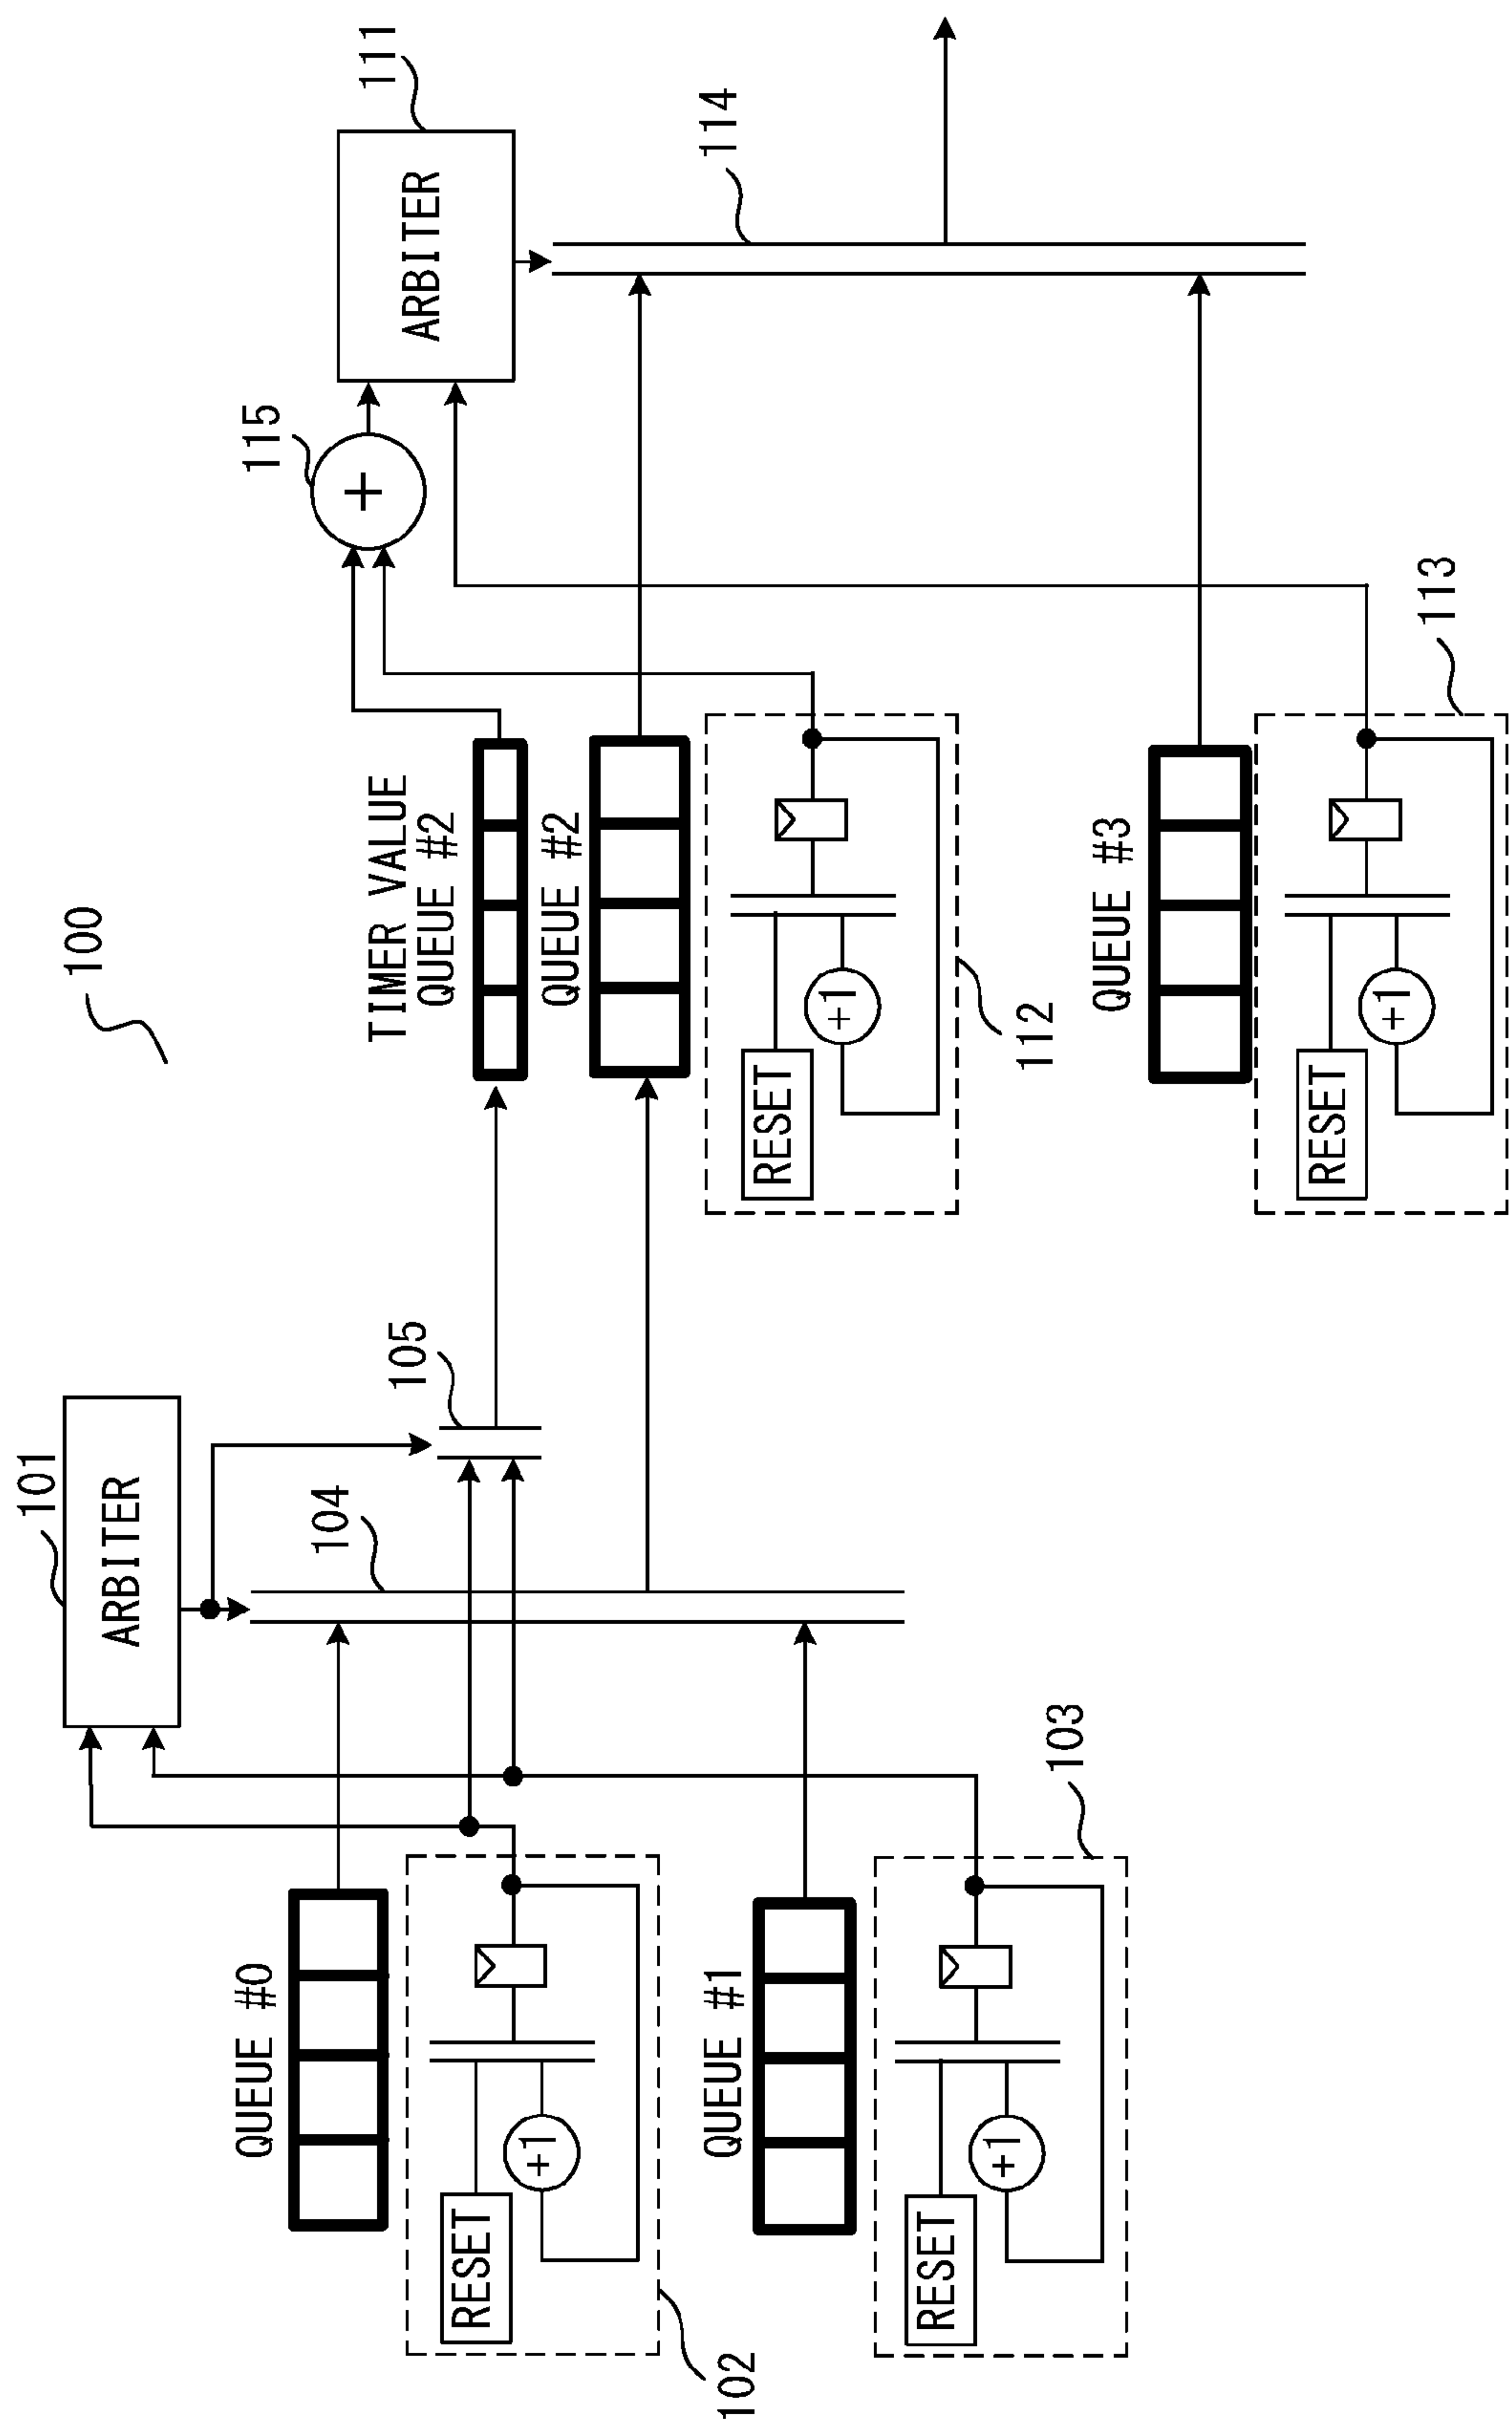 100
101
ARBITER
111
ARBITER
115
TIMER VALUE
QUEUE #2
105
104
114
QUEUE #0
QUEUE #2
RESET
+1
102
RESET
+1
112
+
QUEUE #1
QUEUE #3
RESET
+1
103
RESET
+1
113